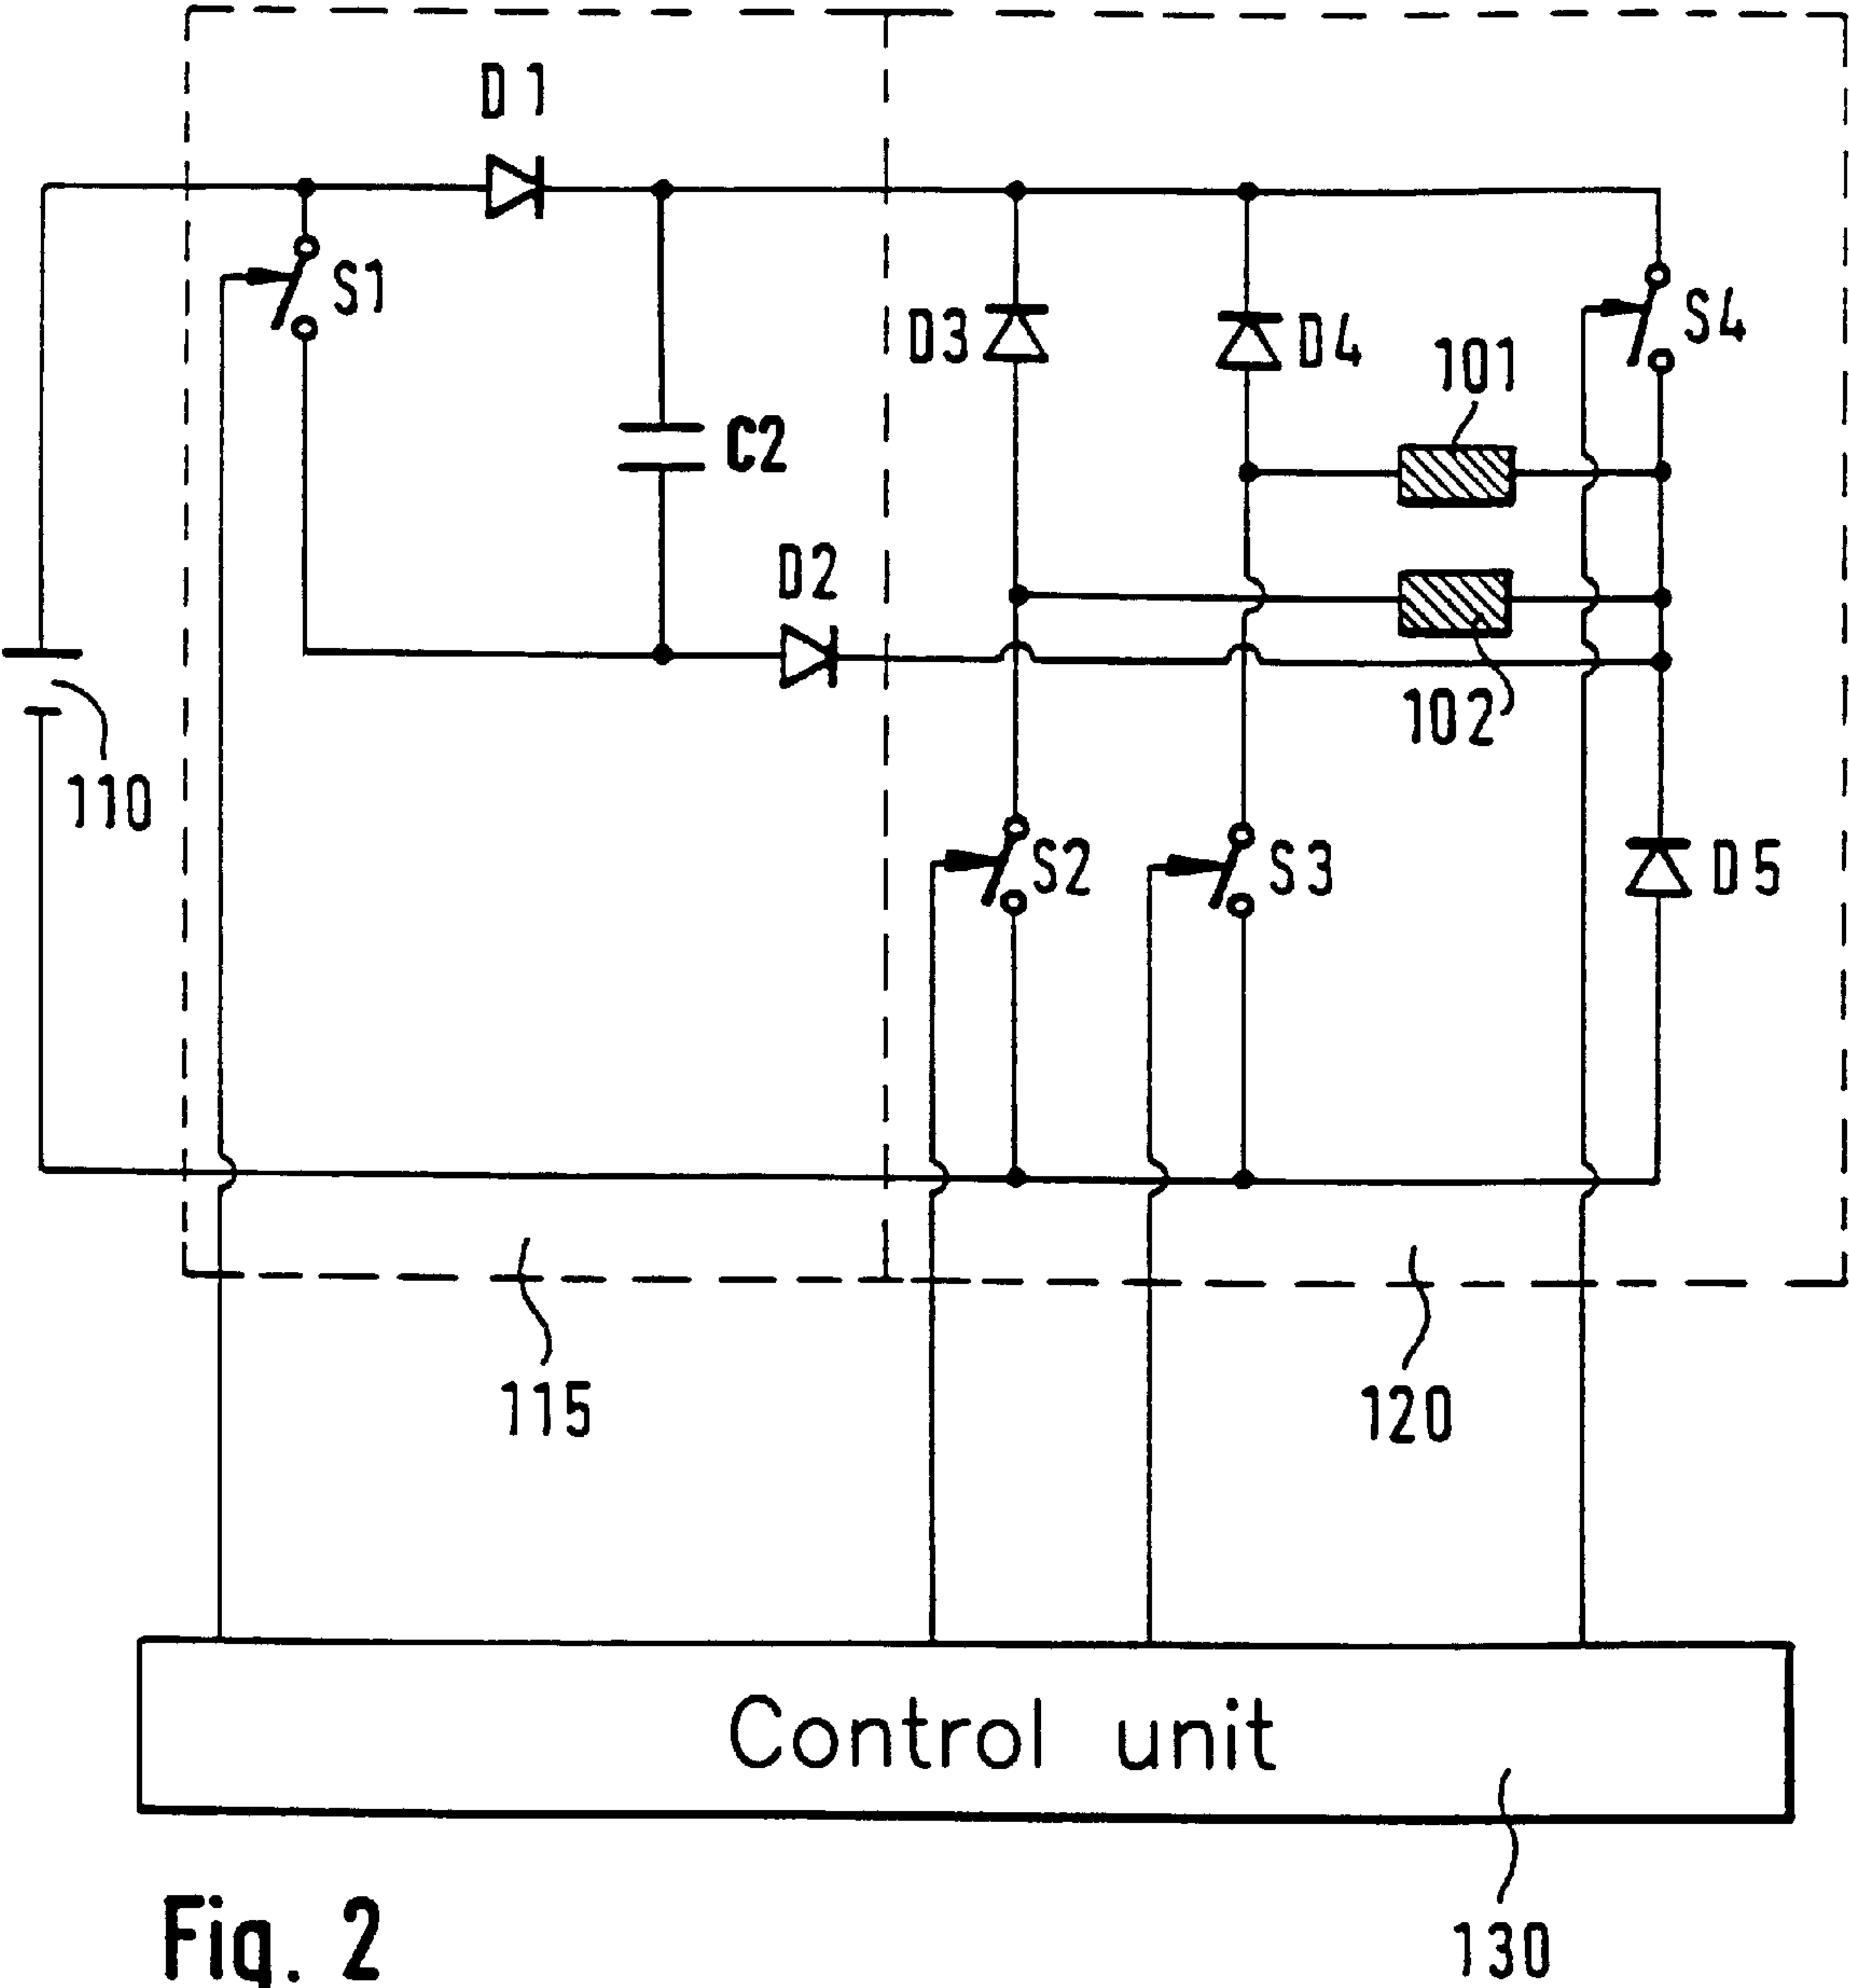 D1
S1
S4
D3
D4
101
C2
D2
102
110
S2
S3
D5
115
120
Control unit
130
Fig. 2